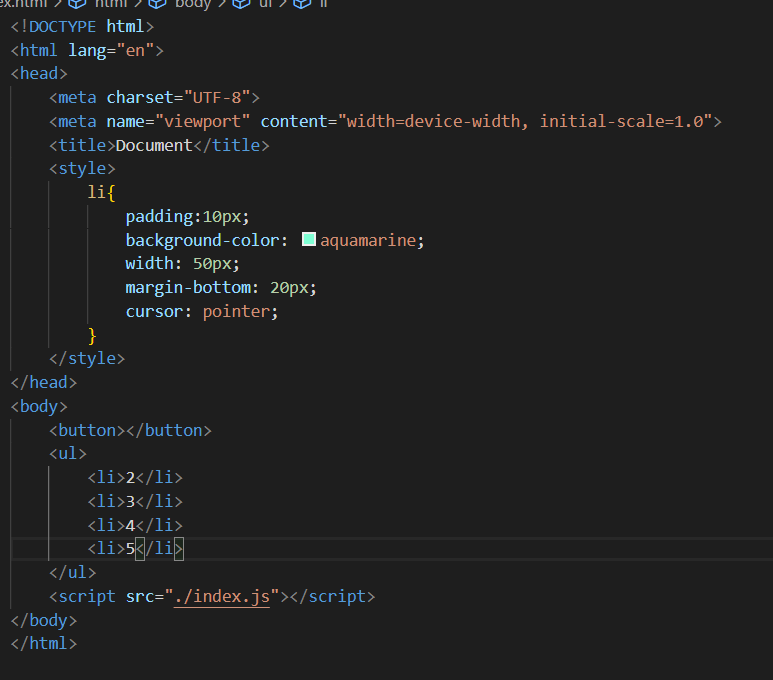 ex.html > html > body > ul > li
<!DOCTYPE html>
<html lang="en">
<head>
    <meta charset="UTF-8">
    <meta name="viewport" content="width=device-width, initial-scale=1.0">
    <title>Document</title>
    <style>
        li{
            padding:10px;
            background-color: aquamarine;
            width: 50px;
            margin-bottom: 20px;
            cursor: pointer;
        }
    </style>
</head>
<body>
    <button></button>
    <ul>
        <li>2</li>
        <li>3</li>
        <li>4</li>
        <li>5</li>
    </ul>
    <script src="./index.js"></script>
</body>
</html>